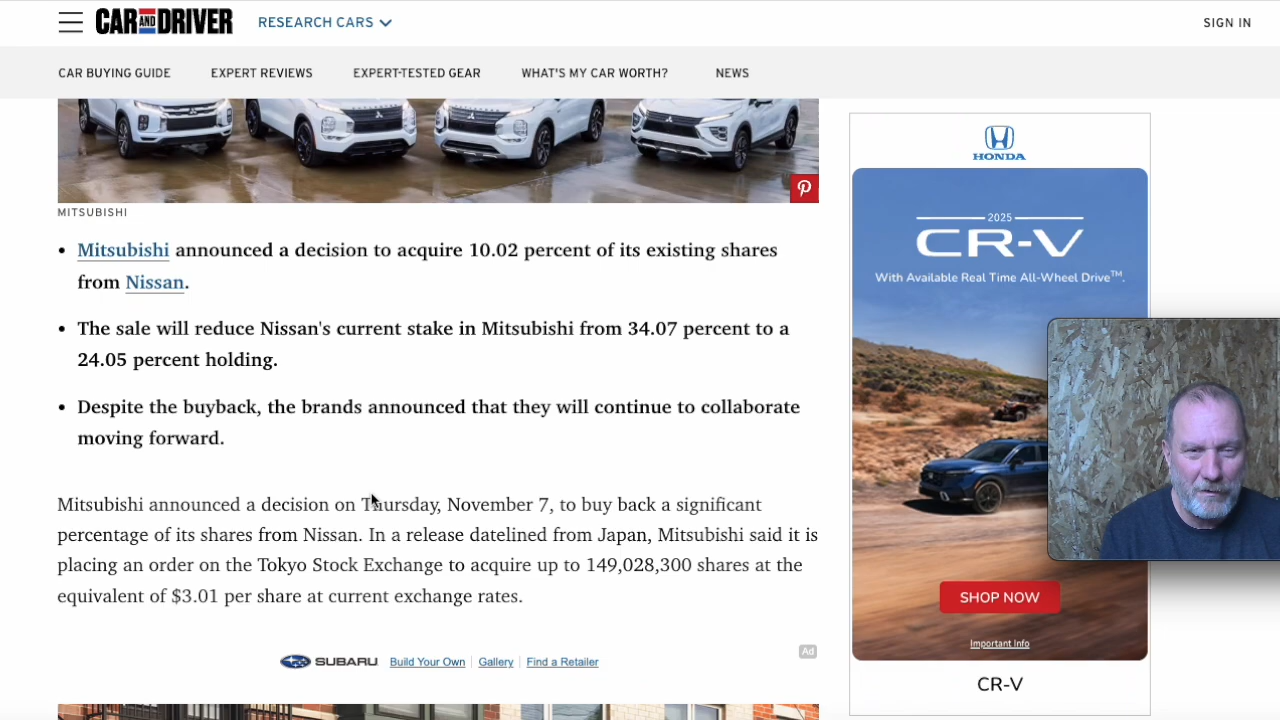 CAR AND DRIVER
RESEARCH CARS
SIGN IN
CAR BUYING GUIDE
EXPERT REVIEWS
EXPERT-TESTED GEAR
WHAT'S MY CAR WORTH?
NEWS
MITSUBISHI
• Mitsubishi announced a decision to acquire 10.02 percent of its existing shares
from Nissan.
• The sale will reduce Nissan's current stake in Mitsubishi from 34.07 percent to a
24.05 percent holding.
• Despite the buyback, the brands announced that they will continue to collaborate
moving forward.
Mitsubishi announced a decision on Thursday, November 7, to buy back a significant
percentage of its shares from Nissan. In a release datelined from Japan, Mitsubishi said it is
placing an order on the Tokyo Stock Exchange to acquire up to 149,028,300 shares at the
equivalent of $3.01 per share at current exchange rates.
SUBARU Build Your Own Gallery Find a Retailer
Ad
HONDA
2025
CR-V
With Available Real Time All-Wheel Drive™.
SHOP NOW
Important Info
CR-V